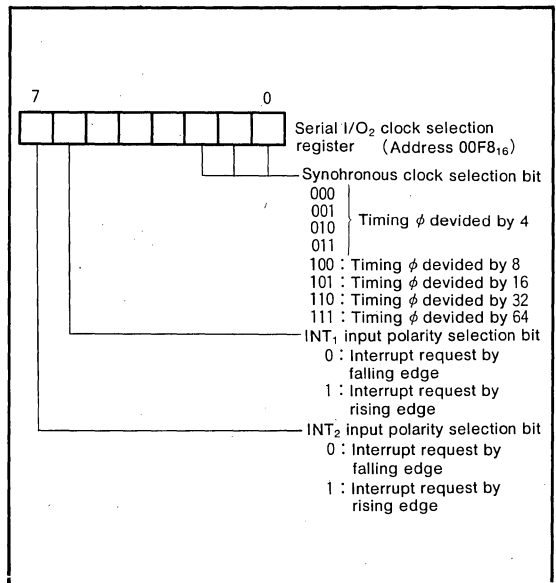 7 0
Serial I/O₂ clock selection
register (Address 00F8₁₆)
Synohronous clock selection bit
000
001
010
011
Timing φ devided by 4
100 : Timing φ devided by 8
101 : Timing φ devided by 16
110 : Timing φ devided by 32
111 : Timing φ devided by 64
INT₁ input polarity selection bit
0 : Interrupt request by
falling edge
1 : Interrupt request by
rising edge
INT₂ input polarity selection bit
0 : Interrupt request by
falling edge
1 : Interrupt request by
rising edge